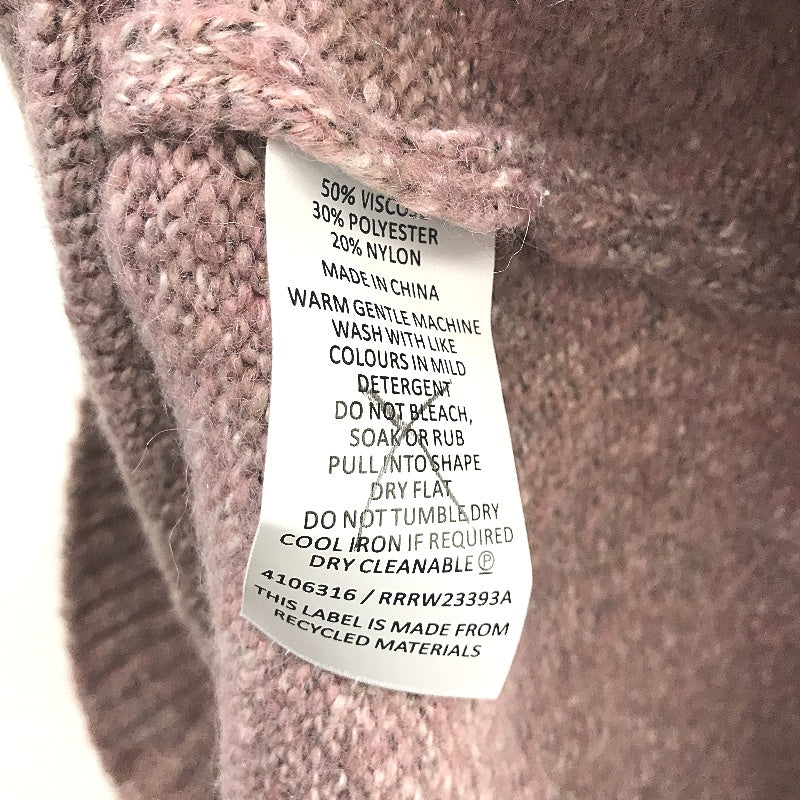 50% VISCOSE
30% POLYESTER
20% NYLON
MADE IN CHINA
WARM GENTLE MACHINE
WASH WITH LIKE
COLOURS IN MILD
DETERGENT
DO NOT BLEACH,
SOAK OR RUB
PULL INTO SHAPE
DRY FLAT
DO NOT TUMBLE DRY
COOL IRON IF REQUIRED
DRY CLEANABLE Ⓟ
4106316 / RRRW23393A
THIS LABEL IS MADE FROM
RECYCLED MATERIALS